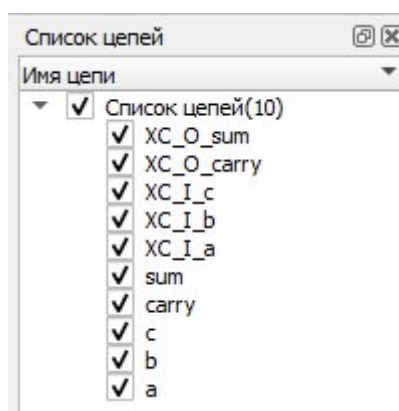 Список цепей
Имя цепи
Список цепей(10)
XC_O_sum
XC_O_carry
XC_I_c
XC_I_b
XC_I_a
sum
carry
c
b
a